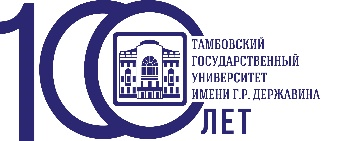 100
ТАМБОВСКИЙ
ГОСУДАРСТВЕННЫЙ
УНИВЕРСИТЕТ
ИМЕНИ Г.Р. ДЕРЖАВИНА
ЛЕТ